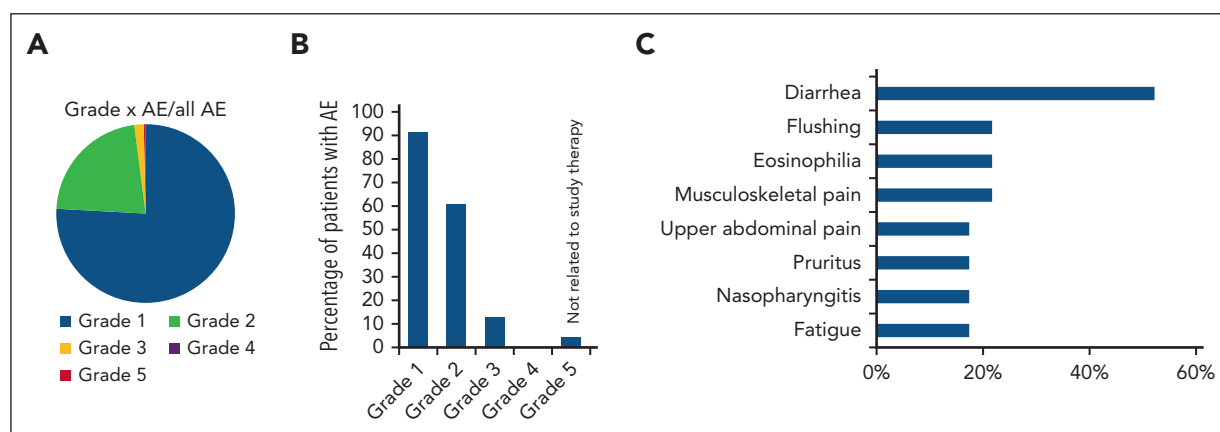 A
Grade x AE/all AE
Grade 1
Grade 2
Grade 3
Grade 4
Grade 5
B
Percentage of patients with AE
100
90
80
70
60
50
40
30
20
10
0
Not related to study therapy
Grade 1
Grade 2
Grade 3
Grade 4
Grade 5
C
Diarrhea
Flushing
Eosinophilia
Musculoskeletal pain
Upper abdominal pain
Pruritus
Nasopharyngitis
Fatigue
0%
20%
40%
60%